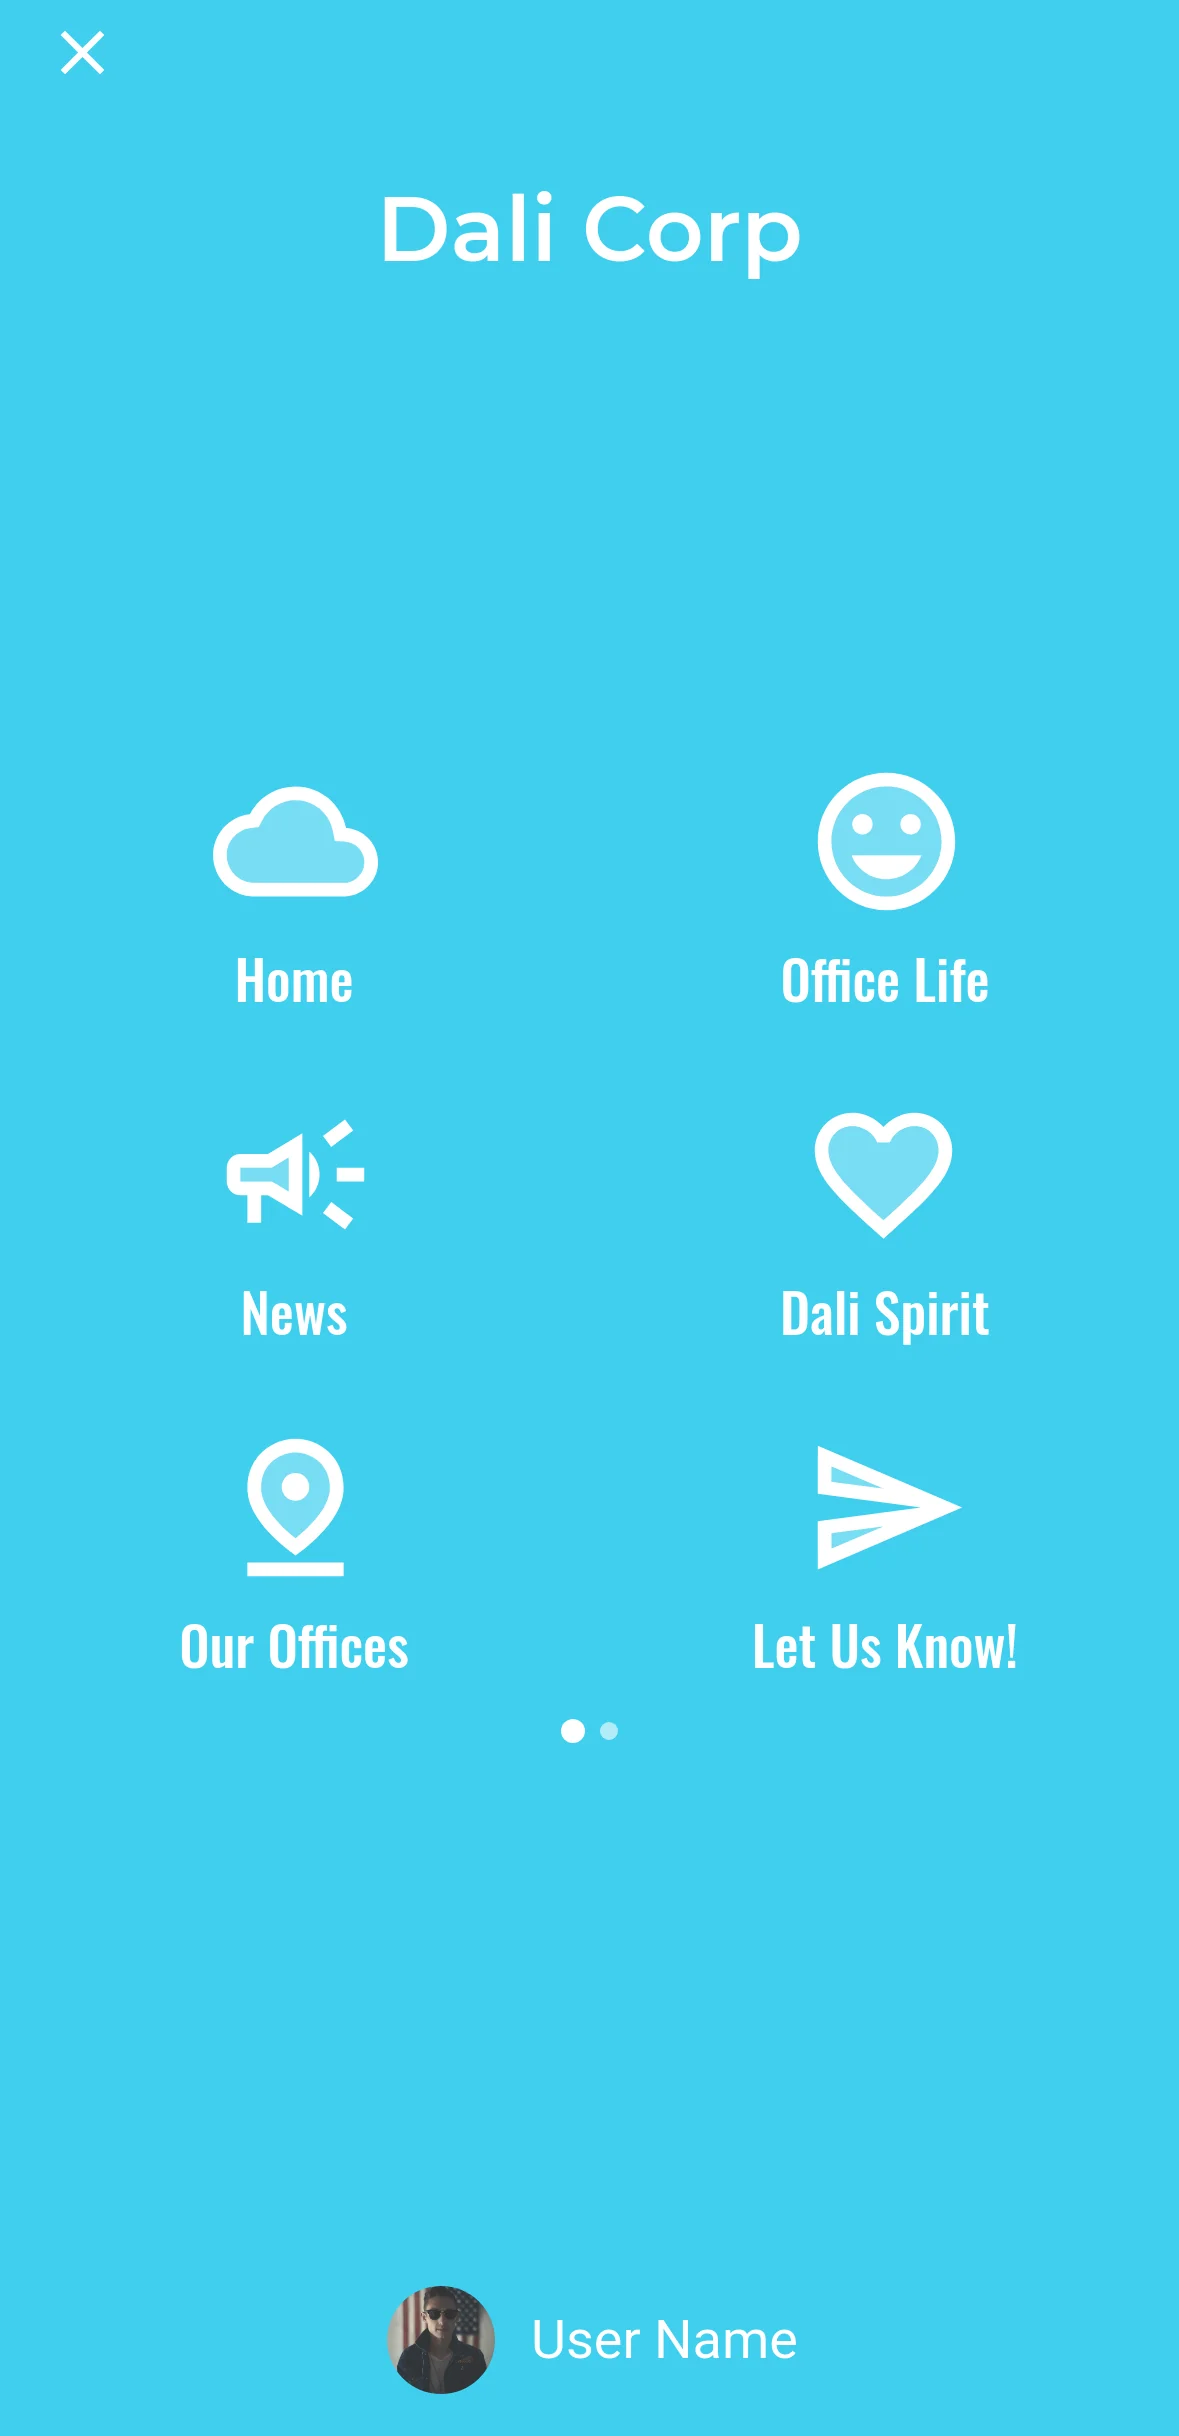 Dali Corp
Home
Office Life
News
Dali Spirit
Our Offices
Let Us Know!
User Name